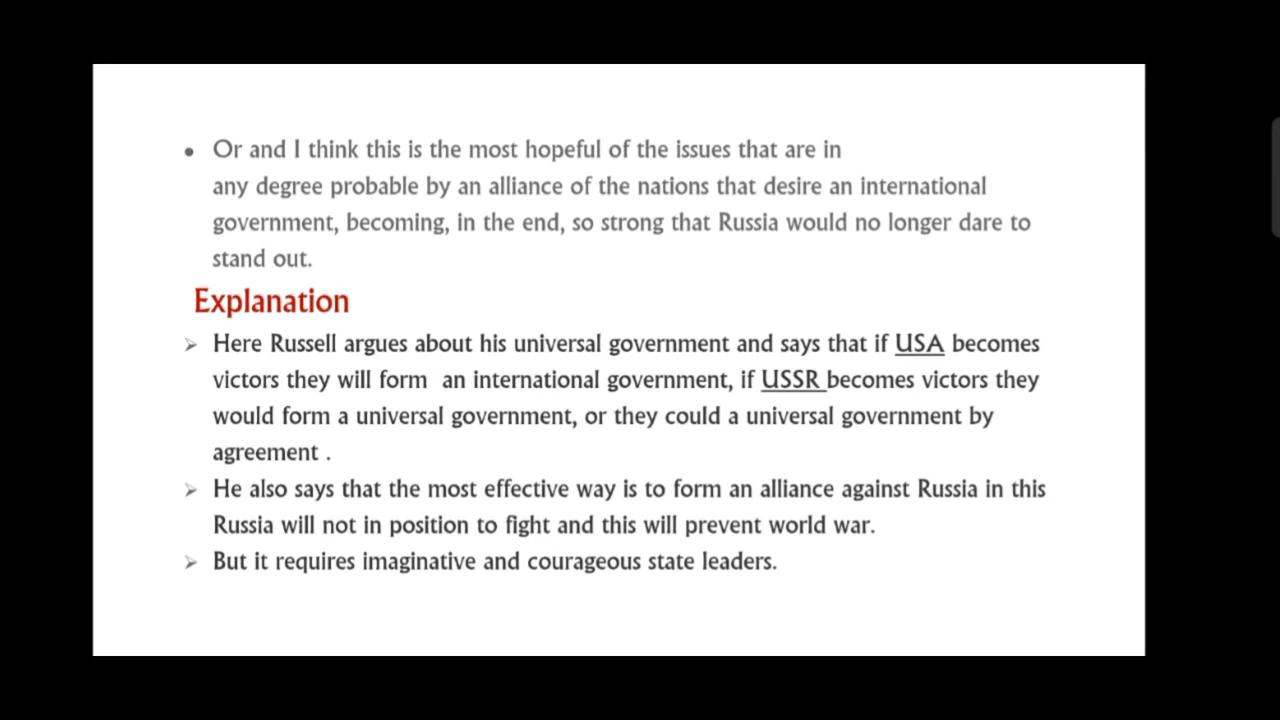 • Or and I think this is the most hopeful of the issues that are in
any degree probable by an alliance of the nations that desire an international
government, becoming, in the end, so strong that Russia would no longer dare to
stand out.
Explanation
➢ Here Russell argues about his universal government and says that if USA becomes
victors they will form an international government, if USSR becomes victors they
would form a universal government, or they could a universal government by
agreement .
➢ He also says that the most effective way is to form an alliance against Russia in this
Russia will not in position to fight and this will prevent world war.
➢ But it requires imaginative and courageous state leaders.